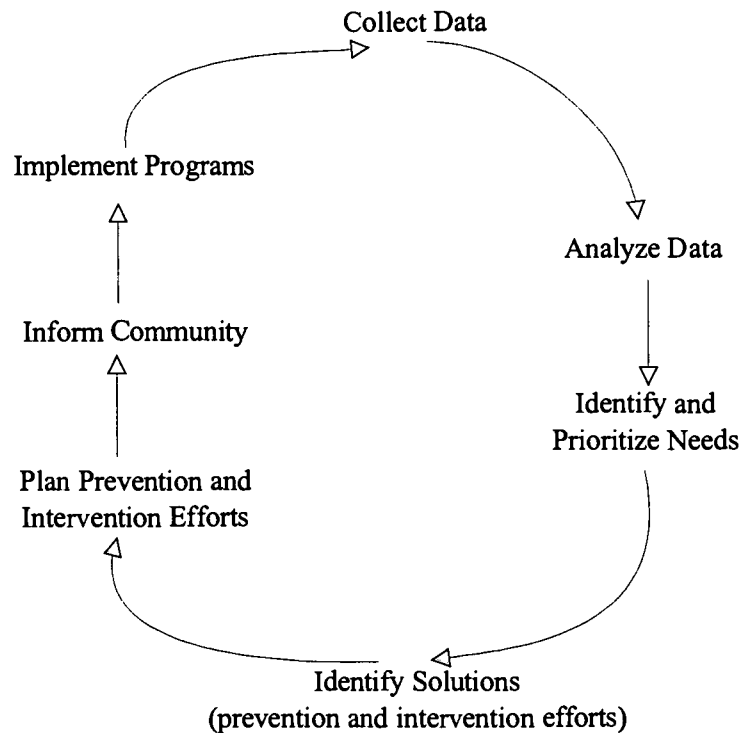 Collect Data
Implement Programs
Analyze Data
Inform Community
Identify and
Prioritize Needs
Plan Prevention and
Intervention Efforts
Identify Solutions
(prevention and intervention efforts)